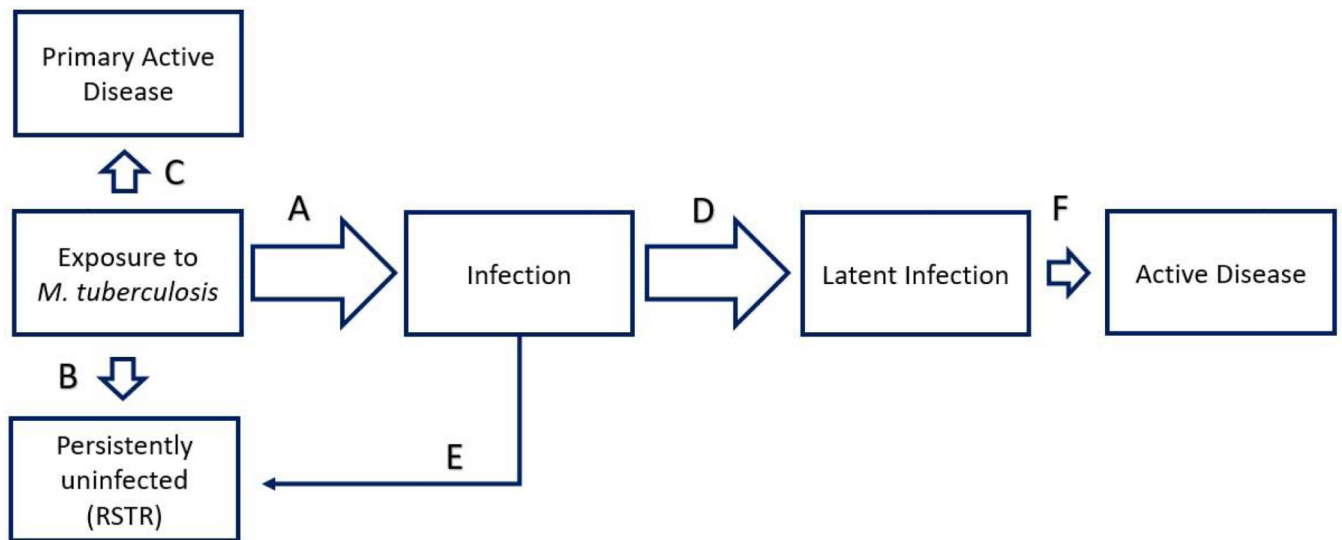 Primary Active
Disease
C
A
D
F
Exposure to
M. tuberculosis
Infection
Latent Infection
Active Disease
B
E
Persistently
uninfected
(RSTR)